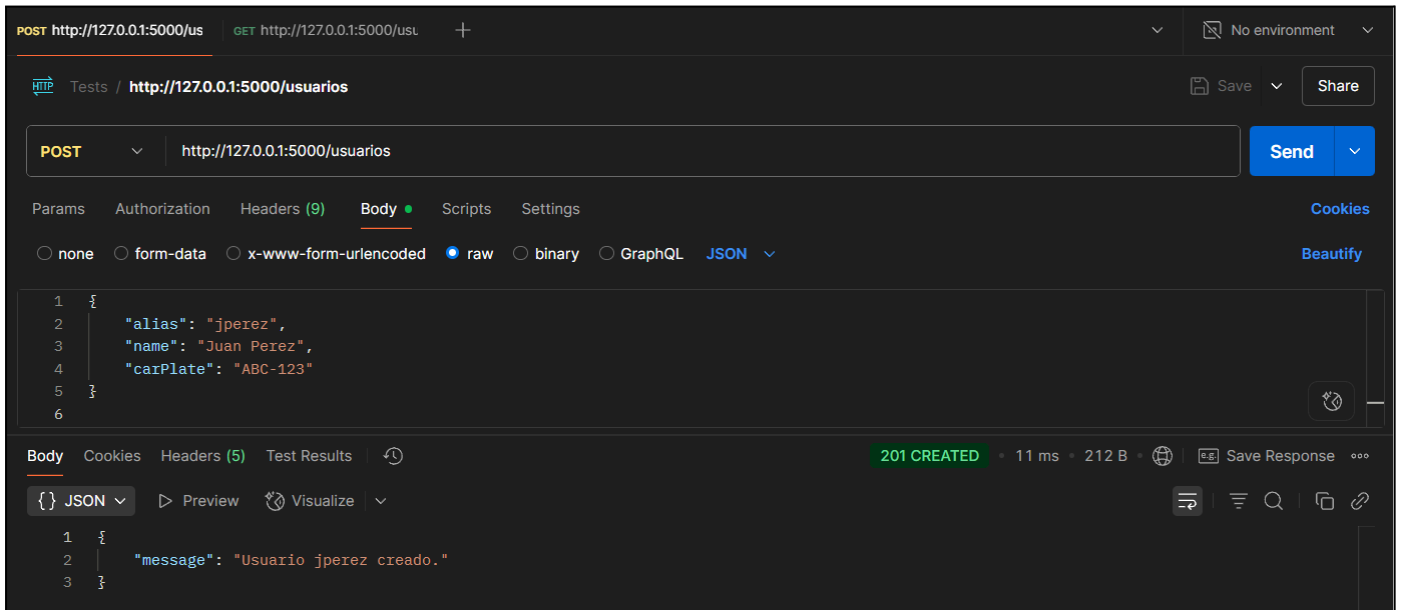 POST http://127.0.0.1:5000/us GET http://127.0.0.1:5000/usu No environment
HTTP Tests / http://127.0.0.1:5000/usuarios Save Share
POST http://127.0.0.1:5000/usuarios Send
Params Authorization Headers (9) Body Scripts Settings Cookies
none form-data x-www-form-urlencoded raw binary GraphQL JSON Beautify
1 {
2 "alias": "jperez",
3 "name": "Juan Perez",
4 "carPlate": "ABC-123"
5 }
6
Body Cookies Headers (5) Test Results 201 CREATED • 11 ms • 212 B • e.g. Save Response
{} JSON Preview Visualize
1 {
2 "message": "Usuario jperez creado."
3 }